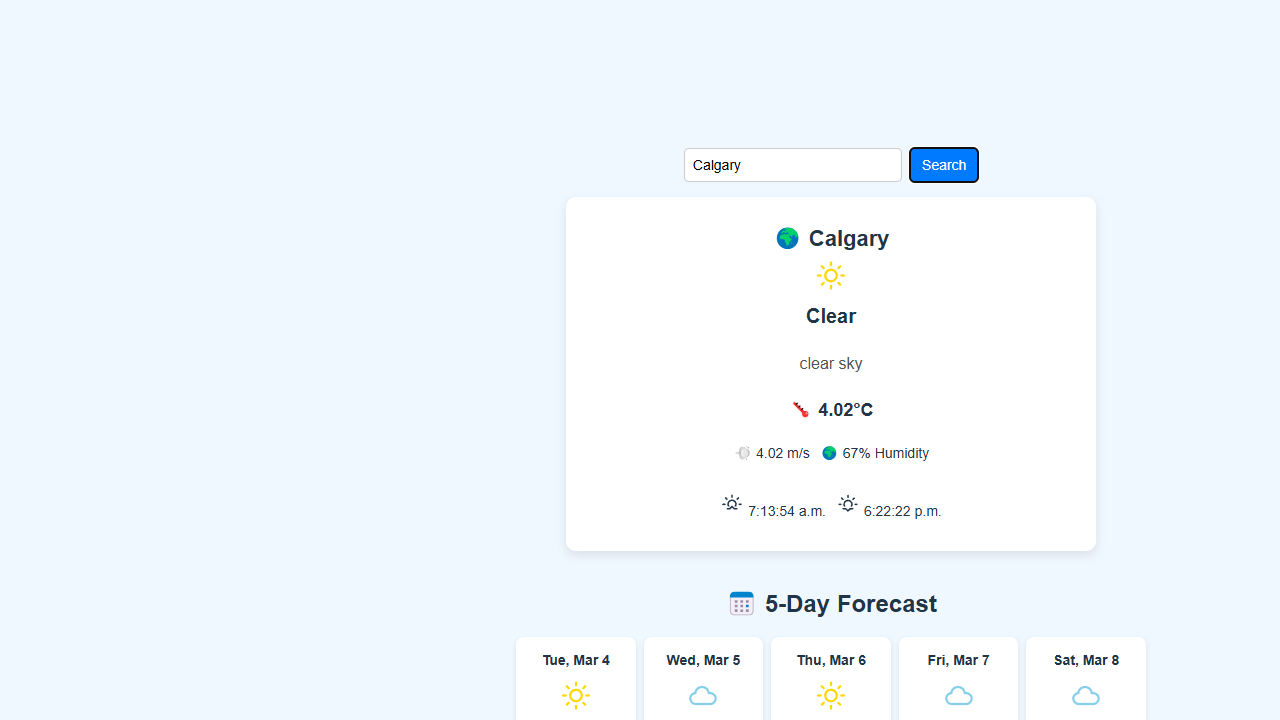 Calgary Search
Calgary
Clear
clear sky
4.02°C
4.02 m/s 67% Humidity
7:13:54 a.m. 6:22:22 p.m.
5-Day Forecast
Tue, Mar 4 Wed, Mar 5 Thu, Mar 6 Fri, Mar 7 Sat, Mar 8